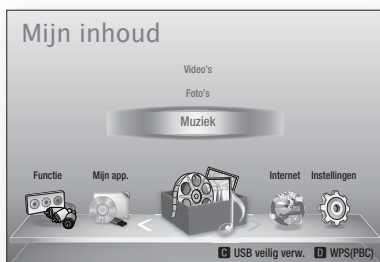 Mijn inhoud
Video's
Foto's
Muziek
Functie Mijn app. Internet Instellingen
C USB veilig verw. D WPS(PBC)